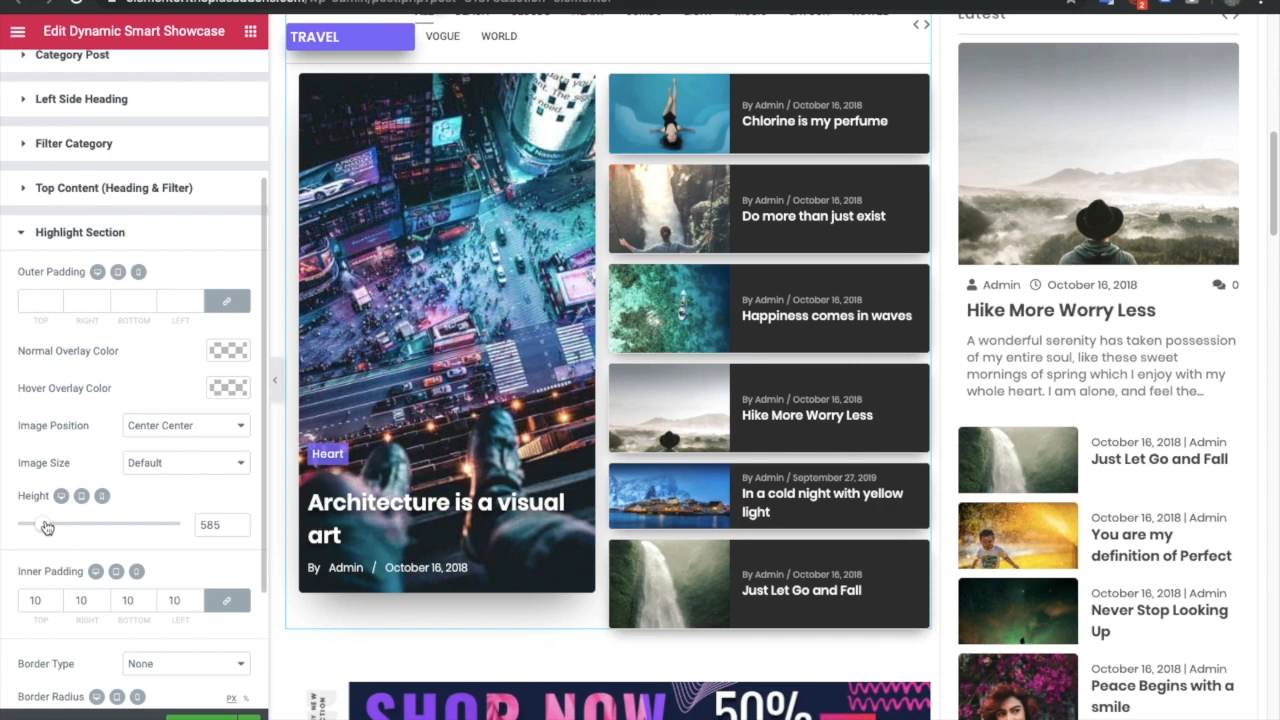 Edit Dynamic Smart Showcase
Category Post
Left Side Heading
Filter Category
Top Content (Heading & Filter)
Highlight Section
Outer Padding
TOP RIGHT BOTTOM LEFT
Normal Overlay Color
Hover Overlay Color
Image Position Center Center
Image Size Default
Height
585
Inner Padding
10 10 10 10
TOP RIGHT BOTTOM LEFT
Border Type None
Border Radius PX %
TRAVEL VOGUE WORLD
Heart
Architecture is a visual
art
By Admin / October 16, 2018
By Admin / October 16, 2018
Chlorine is my perfume
By Admin / October 16, 2018
Do more than just exist
By Admin / October 16, 2018
Happiness comes in waves
By Admin / October 16, 2018
Hike More Worry Less
By Admin / September 27, 2019
In a cold night with yellow
light
By Admin / October 16, 2018
Just Let Go and Fall
SHOP NOW 50%
Latest
Admin October 16, 2018 0
Hike More Worry Less
A wonderful serenity has taken possession
of my entire soul, like these sweet
mornings of spring which I enjoy with my
whole heart. I am alone, and feel the...
October 16, 2018 | Admin
Just Let Go and Fall
October 16, 2018 | Admin
You are my
definition of Perfect
October 16, 2018 | Admin
Never Stop Looking
Up
October 16, 2018 | Admin
Peace Begins with a
smile